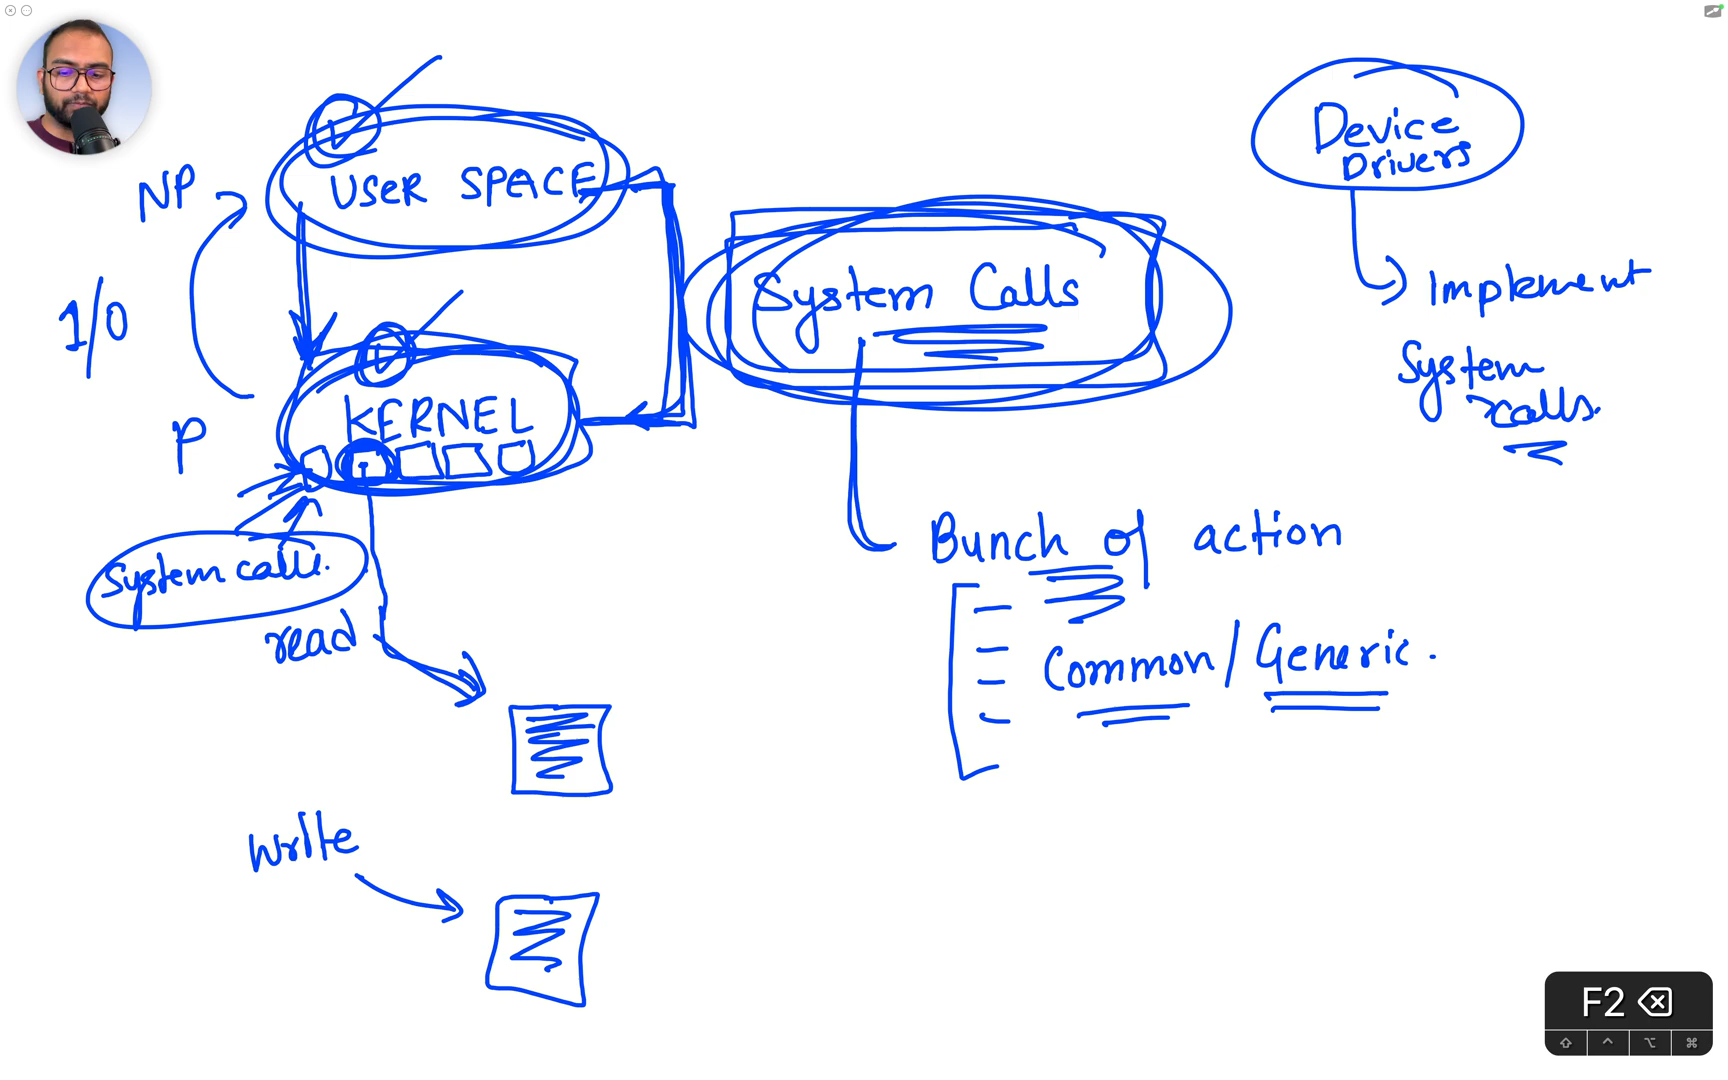 NP
USER SPACE
1/0
KERNEL
P
System calls.
read
Write
System Calls
Bunch of action
Common/Generic.
Device
Drivers
Implement
System
calls.
F2